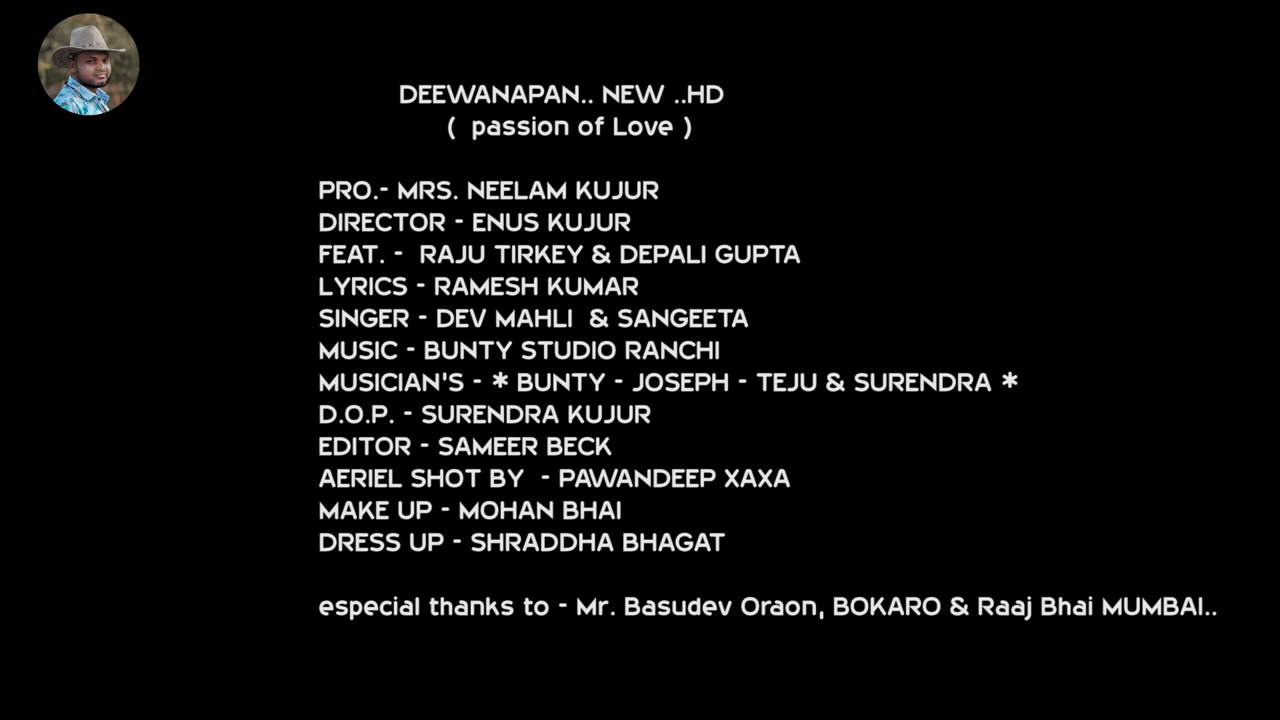 DEEWANAPAN.. NEW ..HD
( passion of Love )
PRO.- MRS. NEELAM KUJUR
DIRECTOR - ENUS KUJUR
FEAT. - RAJU TIRKEY & DEPALI GUPTA
LYRICS - RAMESH KUMAR
SINGER - DEV MAHLI & SANGEETA
MUSIC - BUNTY STUDIO RANCHI
MUSICIAN'S - * BUNTY - JOSEPH - TEJU & SURENDRA *
D.O.P. - SURENDRA KUJUR
EDITOR - SAMEER BECK
AERIEL SHOT BY - PAWANDEEP XAXA
MAKE UP - MOHAN BHAI
DRESS UP - SHRADDHA BHAGAT
especial thanks to - Mr. Basudev Oraon, BOKARO & Raaj Bhai MUMBAI..